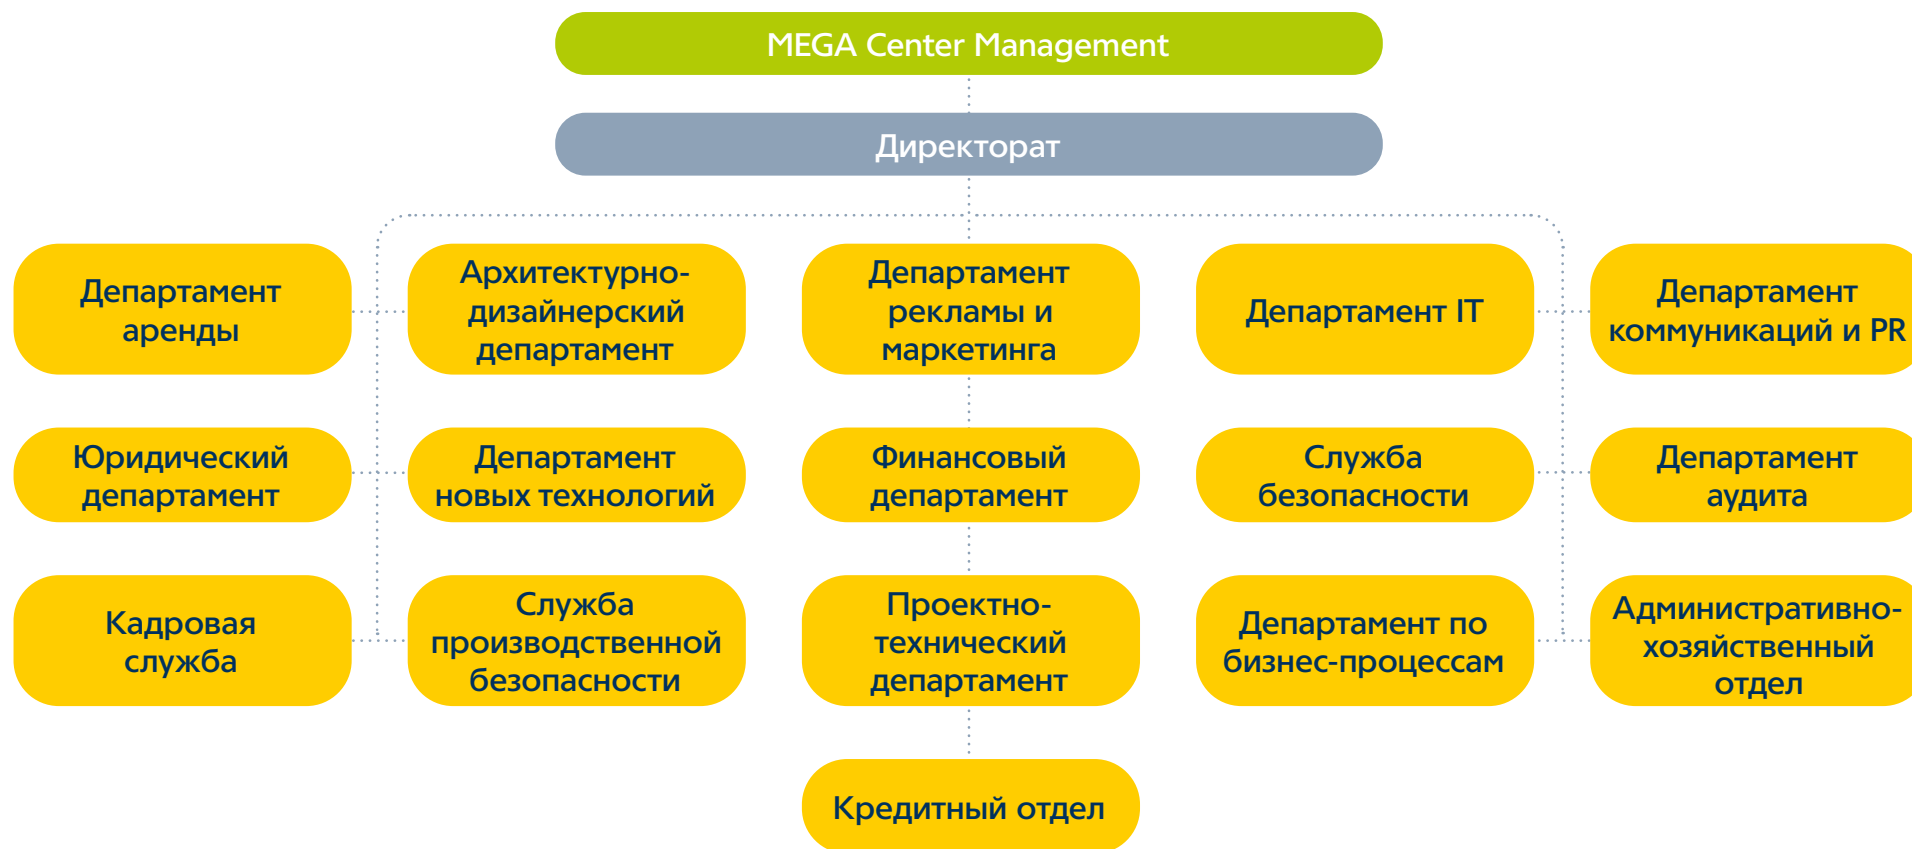 MEGA Center Management
Директорат
Департамент
аренды
Архитектурно-
дизайнерский
департамент
Департамент
рекламы и
маркетинга
Департамент IT
Департамент
коммуникаций и PR
Юридический
департамент
Департамент
новых технологий
Финансовый
департамент
Служба
безопасности
Департамент
аудита
Кадровая
служба
Служба
производственной
безопасности
Проектно-
технический
департамент
Департамент по
бизнес-процессам
Административно-
хозяйственный
отдел
Кредитный отдел